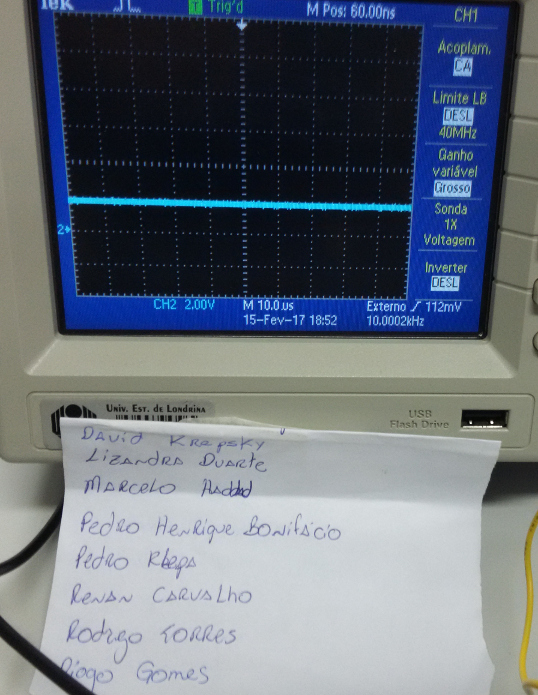 Tek Trig'd M Pos: 60.00ns CH1
Acoplam.
CA
Limite LB
DESL
40MHz
Ganho
variável
Grosso
Sonda
1X
Voltagem
Inverter
DESL
2
CH2 2.00V M 10.0us Externo 112mV
15-Fev-17 18:52 10.0002kHz
Univ. Est. de Londrina
USB
Flash Drive
David Krepsky
Lizandra Duarte
Marcelo Haddad
Pedro Henrique Bonifácio
Pedro
Renan Carvalho
Rodrigo Torres
Diogo Gomes